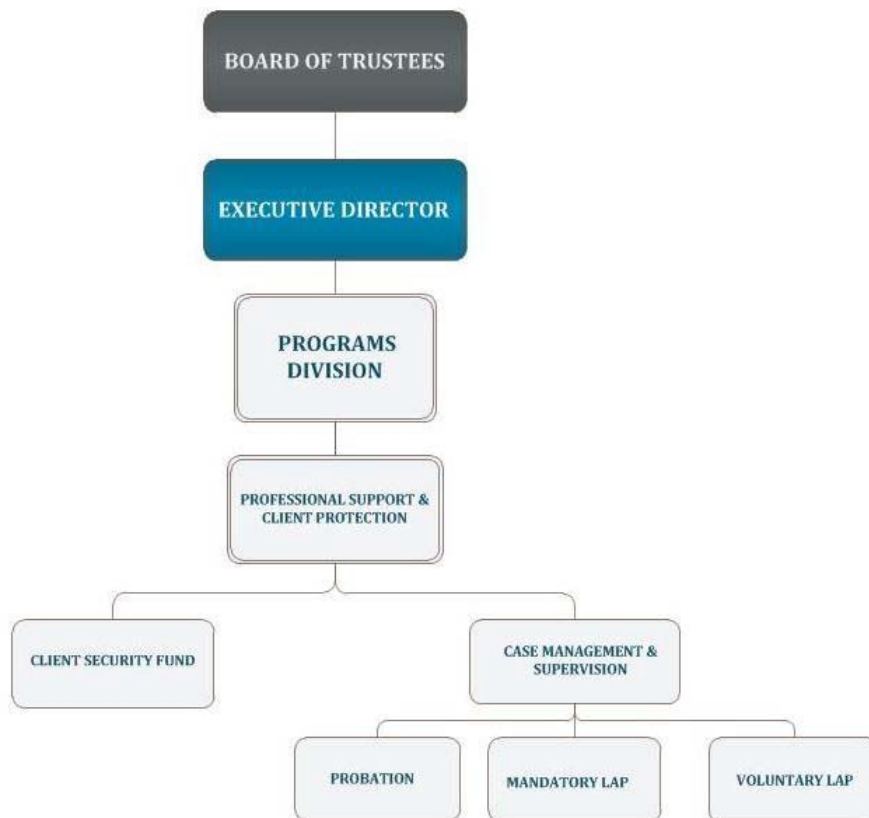 BOARD OF TRUSTEES
EXECUTIVE DIRECTOR
PROGRAMS
DIVISION
PROFESSIONAL SUPPORT &
CLIENT PROTECTION
CLIENT SECURITY FUND
CASE MANAGEMENT &
SUPERVISION
PROBATION
MANDATORY LAP
VOLUNTARY LAP